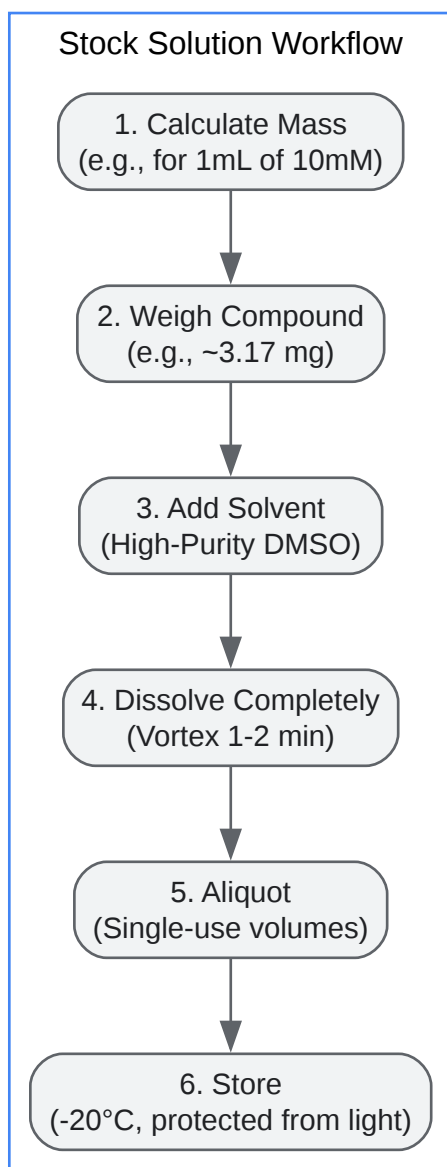 Stock Solution Workflow
1. Calculate Mass
(e.g., for 1mL of 10mM)
2. Weigh Compound
(e.g., ~3.17 mg)
3. Add Solvent
(High-Purity DMSO)
4. Dissolve Completely
(Vortex 1-2 min)
5. Aliquot
(Single-use volumes)
6. Store
(-20°C, protected from light)